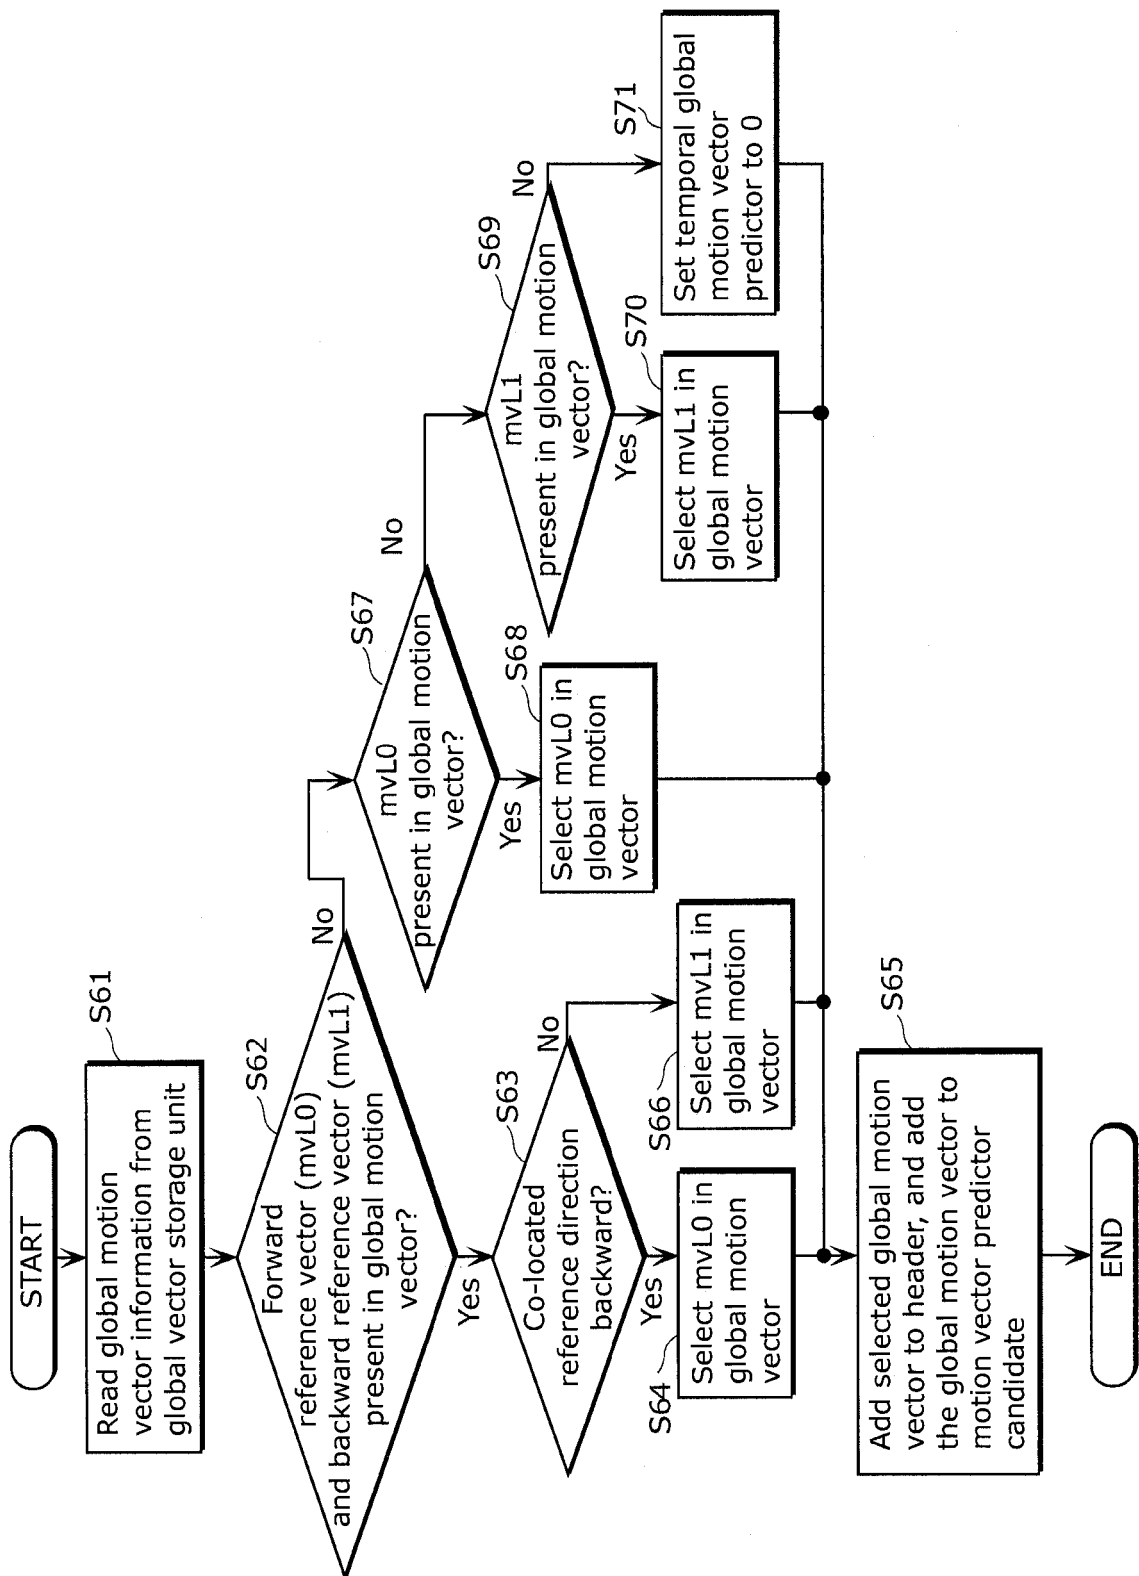 START
S61
Read global motion
vector information from
global vector storage unit
S62
Forward
reference vector (mvL0)
and backward reference vector (mvL1)
present in global motion
vector?
No
Yes
S63
Co-located
reference direction
backward?
No
Yes
S64
Select mvL0 in
global motion
vector
S66
Select mvL1 in
global motion
vector
S67
mvL0
present in global motion
vector?
No
Yes
S68
Select mvL0 in
global motion
vector
S69
mvL1
present in global motion
vector?
No
Yes
S70
Select mvL1 in
global motion
vector
S71
Set temporal global
motion vector
predictor to 0
S65
Add selected global motion
vector to header, and add
the global motion vector to
motion vector predictor
candidate
END